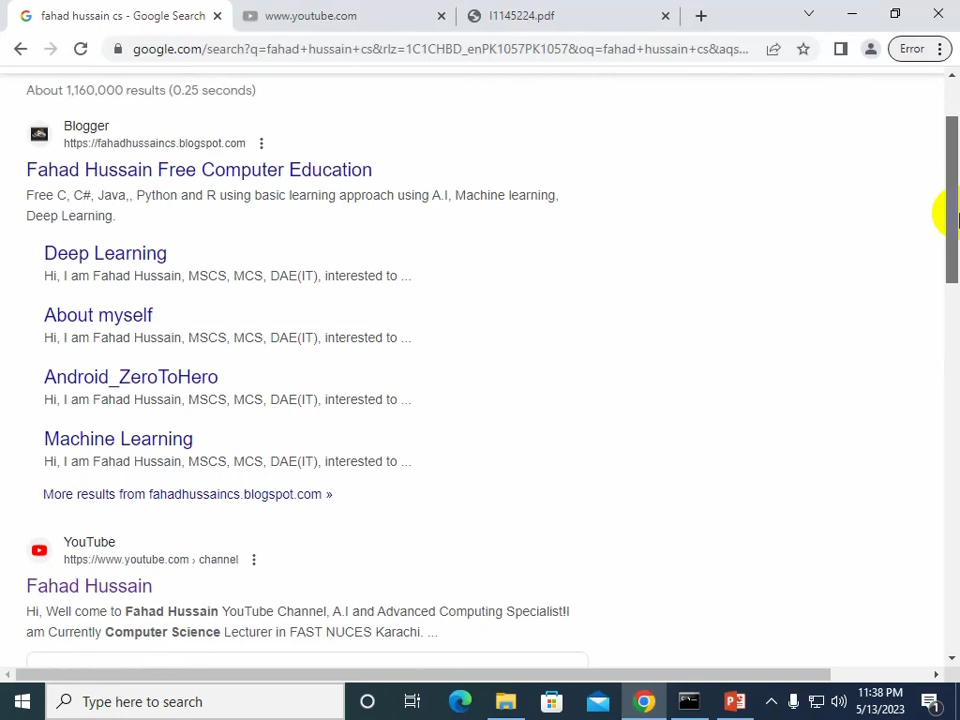 fahad hussain cs - Google Search
www.youtube.com
I1145224.pdf
google.com/search?q=fahad+hussain+cs&rlz=1C1CHBD_enPK1057PK1057&oq=fahad+hussain+cs&aqs...
Error
About 1,160,000 results (0.25 seconds)
Blogger
https://fahadhussaincs.blogspot.com
Fahad Hussain Free Computer Education
Free C, C#, Java,, Python and R using basic learning approach using A.I, Machine learning,
Deep Learning.
Deep Learning
Hi, I am Fahad Hussain, MSCS, MCS, DAE(IT), interested to ...
About myself
Hi, I am Fahad Hussain, MSCS, MCS, DAE(IT), interested to ...
Android_ZeroToHero
Hi, I am Fahad Hussain, MSCS, MCS, DAE(IT), interested to ...
Machine Learning
Hi, I am Fahad Hussain, MSCS, MCS, DAE(IT), interested to ...
More results from fahadhussaincs.blogspot.com »
YouTube
https://www.youtube.com › channel
Fahad Hussain
Hi, Well come to Fahad Hussain YouTube Channel, A.I and Advanced Computing Specialist!I
am Currently Computer Science Lecturer in FAST NUCES Karachi. ...
Type here to search
11:38 PM
5/13/2023
1